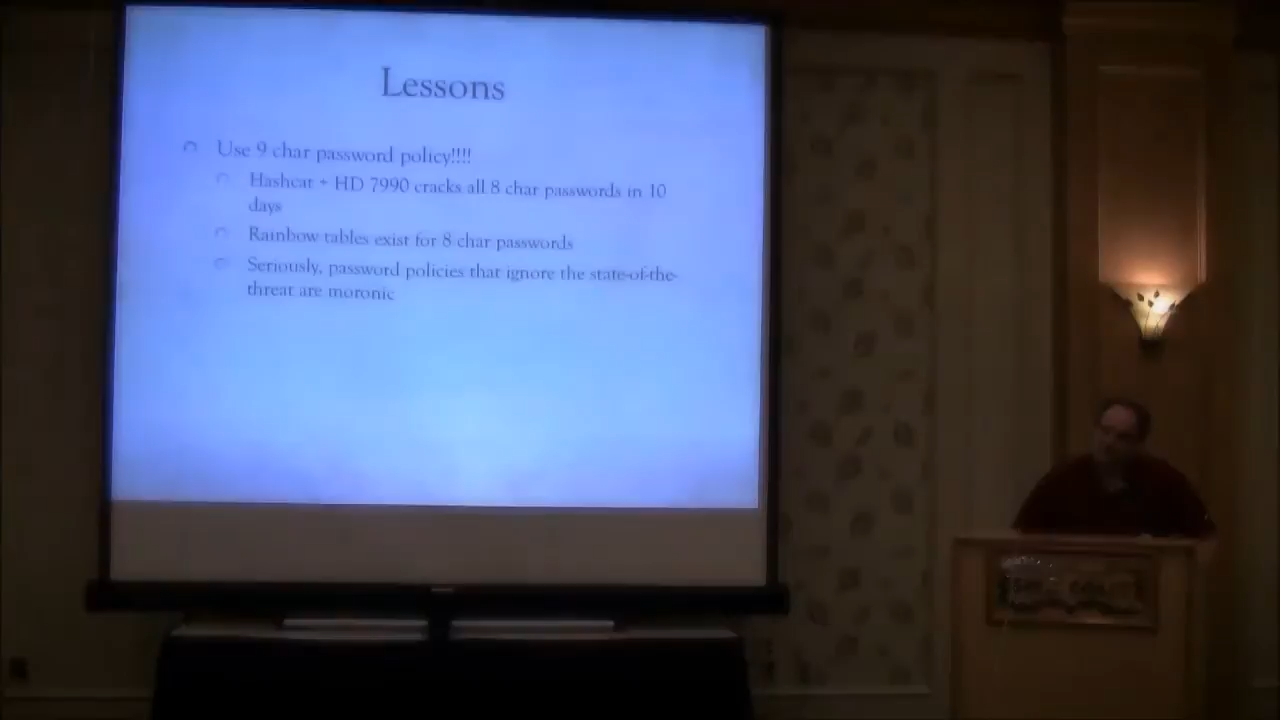 Lessons
Use 9 char password policy!!!!
Hashcat + HD 7990 cracks all 8 char passwords in 10
days
Rainbow tables exist for 8 char passwords
Seriously, password policies that ignore the state-of-the-
threat are moronic